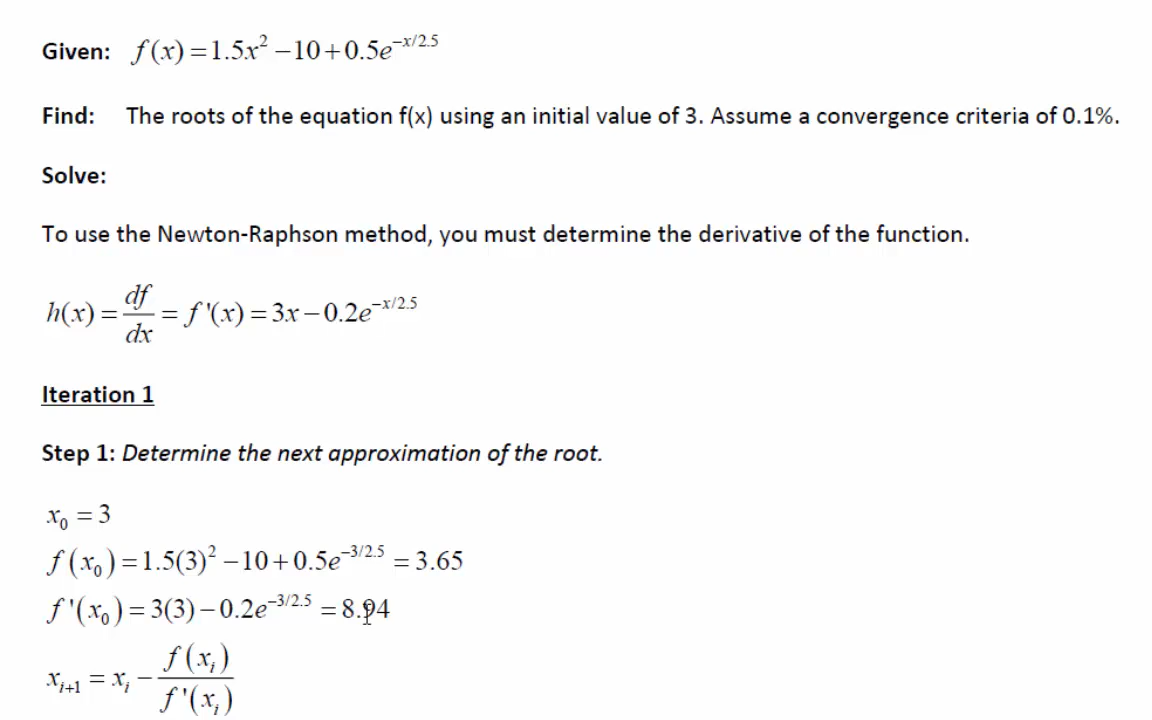 Given: f(x) = 1.5x² − 10 + 0.5e^(−x/2.5)
Find: The roots of the equation f(x) using an initial value of 3. Assume a convergence criteria of 0.1%.
Solve:
To use the Newton-Raphson method, you must determine the derivative of the function.
h(x) = df/dx = f '(x) = 3x − 0.2e^(−x/2.5)
Iteration 1
Step 1: Determine the next approximation of the root.
x₀ = 3
f(x₀) = 1.5(3)² − 10 + 0.5e^(−3/2.5) = 3.65
f '(x₀) = 3(3) − 0.2e^(−3/2.5) = 8.94
xᵢ₊₁ = xᵢ − f(xᵢ)/f '(xᵢ)